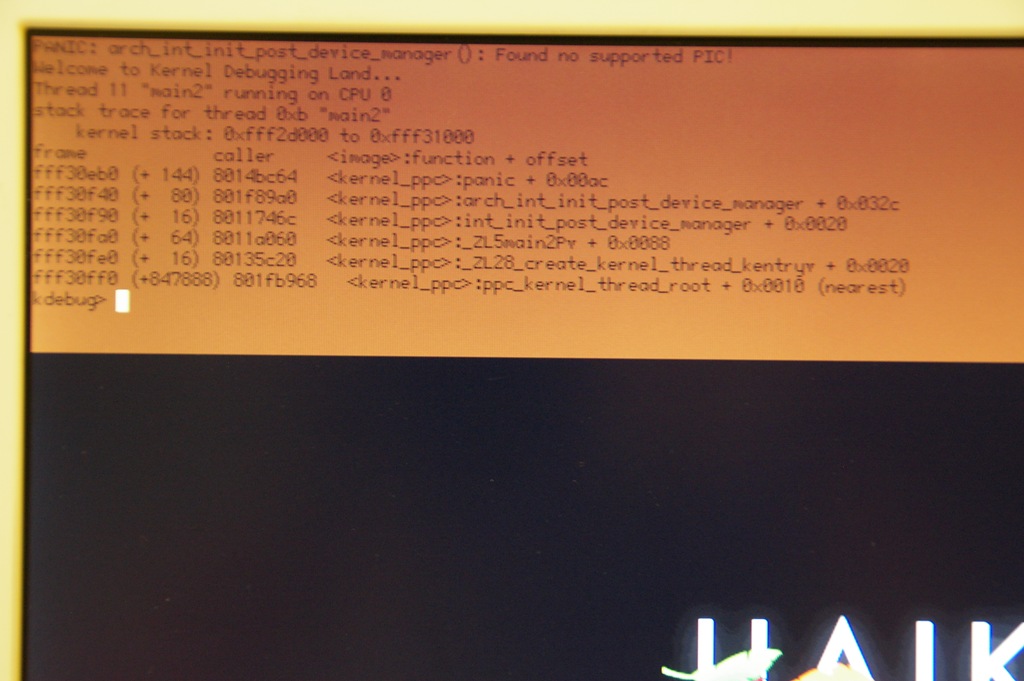 PANIC: arch_int_init_post_device_manager(): Found no supported PIC!
Welcome to Kernel Debugging Land...
Thread 11 "main2" running on CPU 0
stack trace for thread 0xb "main2"
kernel stack: 0xfff2d000 to 0xfff31000
frame caller <image>:function + offset
fff30eb0 (+ 144) 8014bc64 <kernel_ppc>:panic + 0x00ac
fff30f40 (+ 80) 801f89a0 <kernel_ppc>:arch_int_init_post_device_manager + 0x032c
fff30f90 (+ 16) 8011746c <kernel_ppc>:int_init_post_device_manager + 0x0020
fff30fa0 (+ 64) 8011a060 <kernel_ppc>:_ZL5main2Pv + 0x0088
fff30fe0 (+ 16) 80135c20 <kernel_ppc>:_ZL28_create_kernel_thread_kentryv + 0x0020
fff30ff0 (+847888) 801fb968 <kernel_ppc>:ppc_kernel_thread_root + 0x0010 (nearest)
kdebug>
HAIK